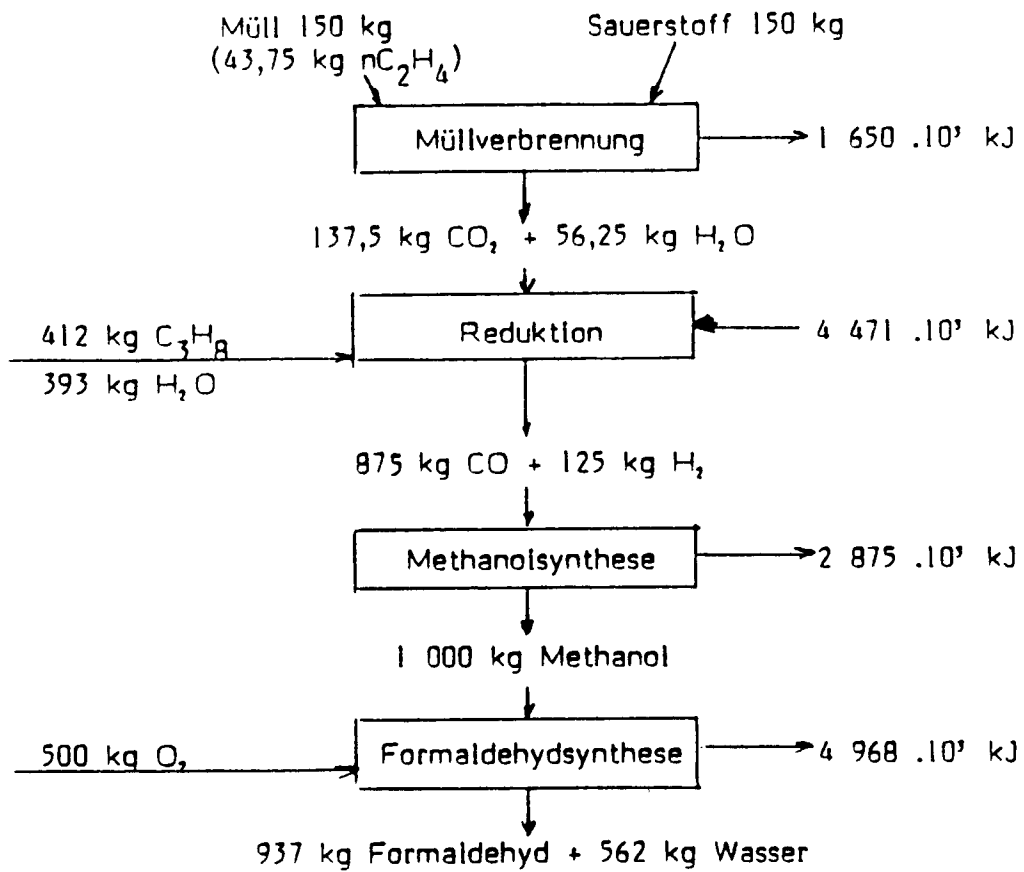 Müll 150 kg
(43,75 kg nC₂H₄)
Sauerstoff 150 kg
Müllverbrennung
1 650 .10³ kJ
137,5 kg CO₂ + 56,25 kg H₂O
412 kg C₃H₈
393 kg H₂O
Reduktion
4 471 .10³ kJ
875 kg CO + 125 kg H₂
Methanolsynthese
2 875 .10³ kJ
1 000 kg Methanol
500 kg O₂
Formaldehydsynthese
4 968 .10³ kJ
937 kg Formaldehyd + 562 kg Wasser